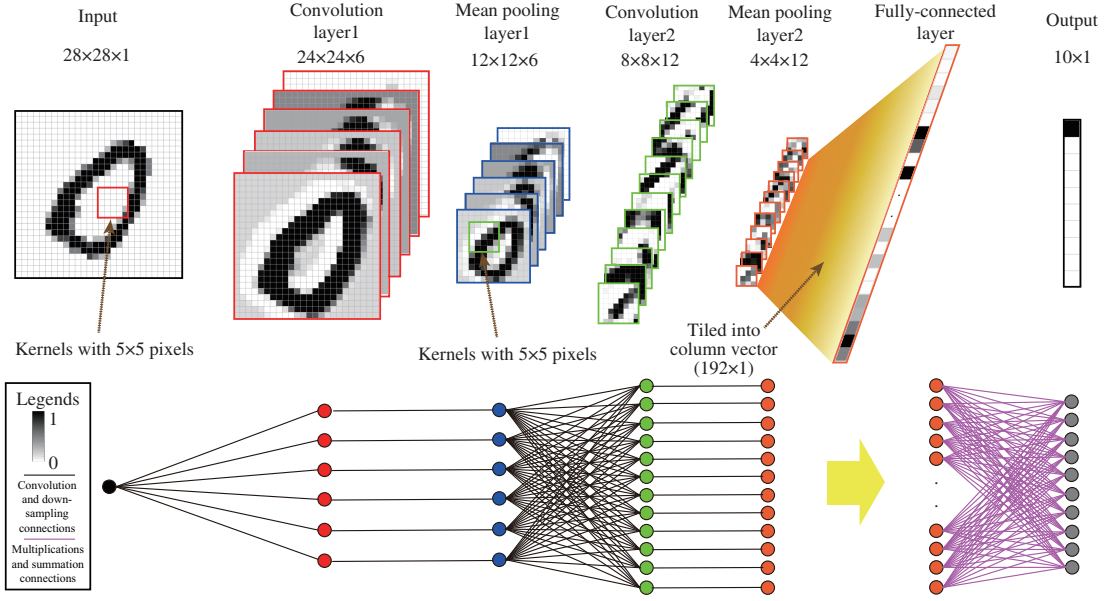 Input
28×28×1
Convolution
layer1
24×24×6
Mean pooling
layer1
12×12×6
Convolution
layer2
8×8×12
Mean pooling
layer2
4×4×12
Fully-connected
layer
Output
10×1
Kernels with 5×5 pixels
Kernels with 5×5 pixels
Tiled into
column vector
(192×1)
Legends
1
0
Convolution
and down-
sampling
connections
Multiplications
and summation
connections